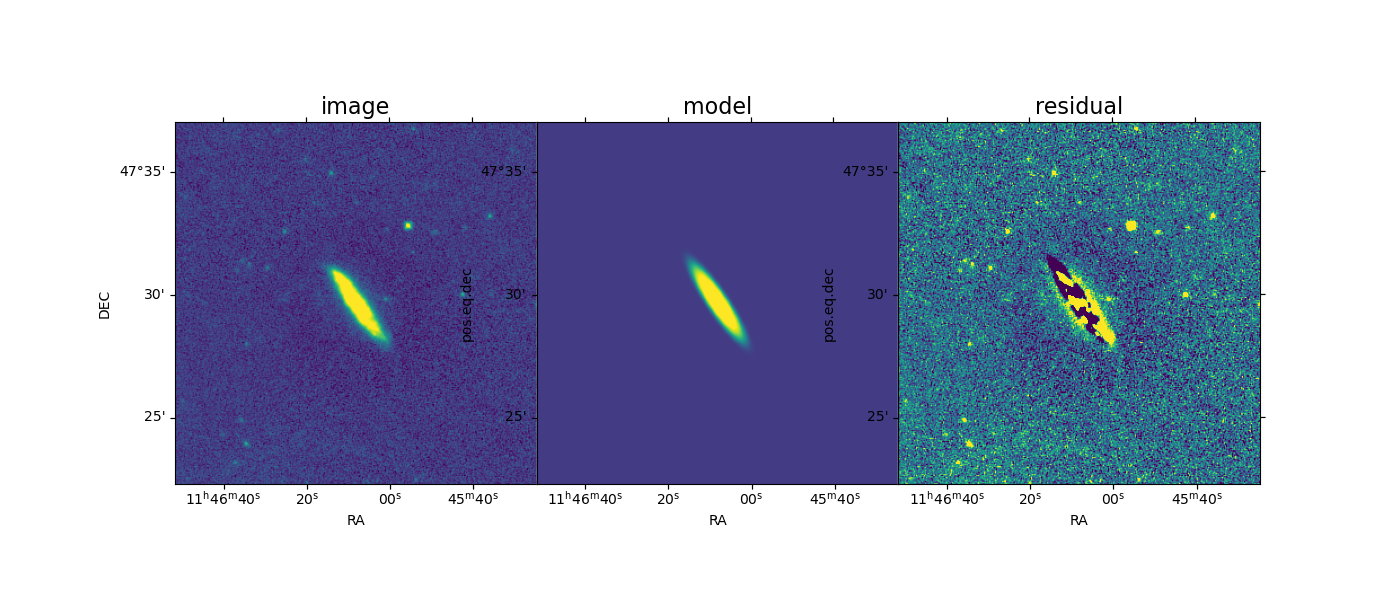 image model residual
47°35' 47°35' 47°35'
DEC 30' pos.eq.dec 30' pos.eq.dec 30'
25' 25' 25'
11ʰ46ᵐ40ˢ 20ˢ 00ˢ 45ᵐ40ˢ 11ʰ46ᵐ40ˢ 20ˢ 00ˢ 45ᵐ40ˢ 11ʰ46ᵐ40ˢ 20ˢ 00ˢ 45ᵐ40ˢ
RA RA RA